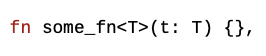 fn some_fn<T>(t: T) {},